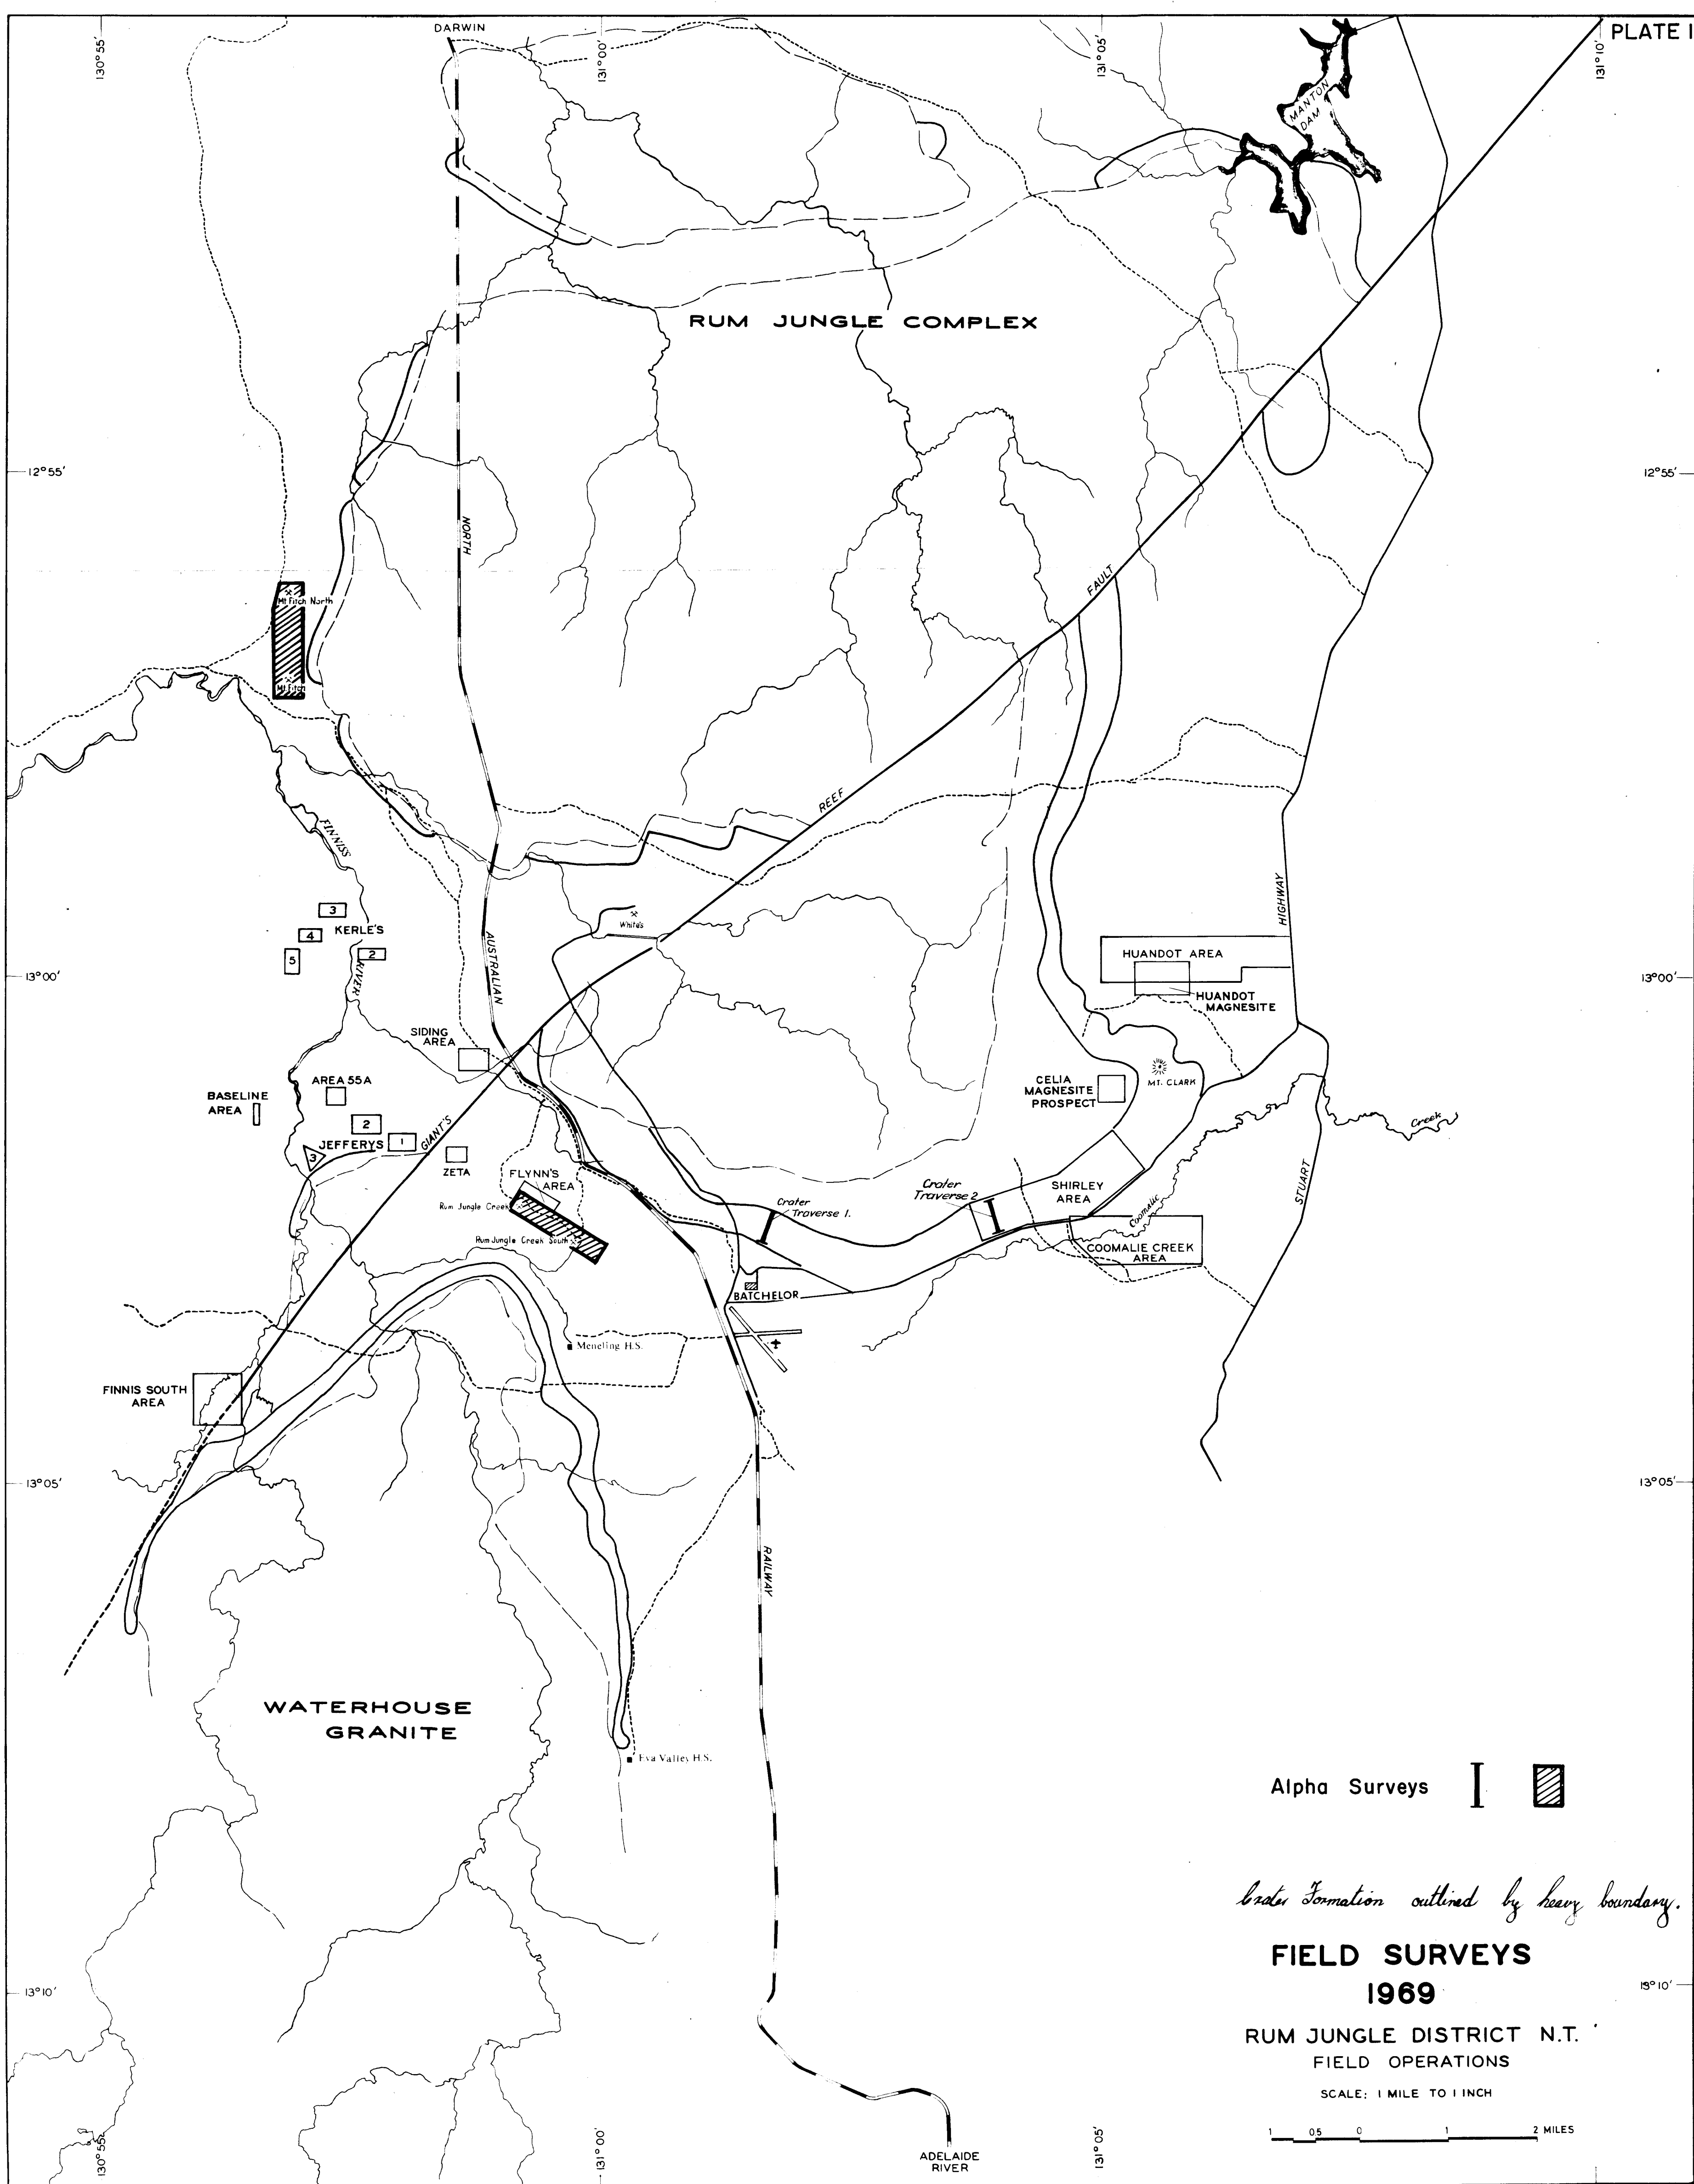 PLATE 1
DARWIN
130° 55'
131° 00'
131° 05'
131° 10'
MANTON
DAM
RUM JUNGLE COMPLEX
12° 55'
12° 55'
NORTH
FAULT
Mt Fitch North
Mt Fitch
REEF
FINNISS
HIGHWAY
3
KERLE'S
4
5
2
RIVER
White's
AUSTRALIAN
HUANDOT AREA
13° 00'
13° 00'
HUANDOT
MAGNESITE
SIDING
AREA
AREA 55A
BASELINE
AREA
CELIA
MAGNESITE
PROSPECT
MT. CLARK
Creek
2
JEFFERYS
1
3
GIANT'S
ZETA
FLYNN'S
AREA
Rum Jungle Creek
Rum Jungle Creek South
Crater
Traverse 1.
Crater
Traverse 2
SHIRLEY
AREA
Coomalie
STUART
COOMALIE CREEK
AREA
BATCHELOR
Meneling H.S.
FINNIS SOUTH
AREA
13° 05'
13° 05'
RAILWAY
WATERHOUSE
GRANITE
Eva Valley H.S.
Alpha Surveys
Crater Formation outlined by heavy boundary.
FIELD SURVEYS
1969
13° 10'
13° 10'
RUM JUNGLE DISTRICT N.T.
FIELD OPERATIONS
SCALE: 1 MILE TO 1 INCH
1 0.5 0 1 2 MILES
130° 55'
131° 00'
131° 05'
ADELAIDE
RIVER